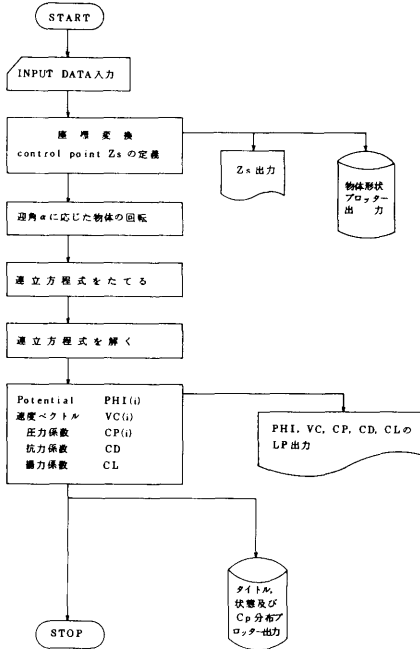 START
INPUT DATA入力
座標変換
control point Zsの定義
Zs出力
物体形状
プロッター
出力
迎角αに応じた物体の回転
連立方程式をたてる
連立方程式を解く
Potential PHI(i)
速度ベクトル VC(i)
圧力係数 CP(i)
抗力係数 CD
揚力係数 CL
PHI, VC, CP, CD, CLの
LP出力
タイトル,
状態及び
Cp分布プ
ロッター出力
STOP